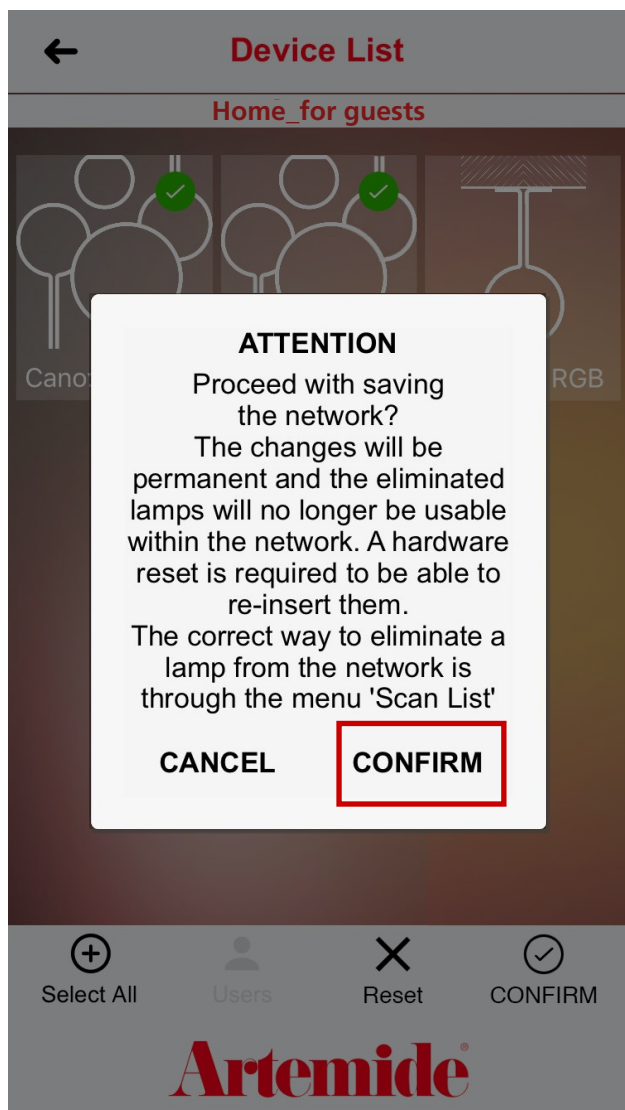 Device List
Home_for guests
Cano
RGB
ATTENTION
Proceed with saving
the network?
The changes will be
permanent and the eliminated
lamps will no longer be usable
within the network. A hardware
reset is required to be able to
re-insert them.
The correct way to eliminate a
lamp from the network is
through the menu 'Scan List'
CANCEL CONFIRM
Select All Users Reset CONFIRM
Artemide®